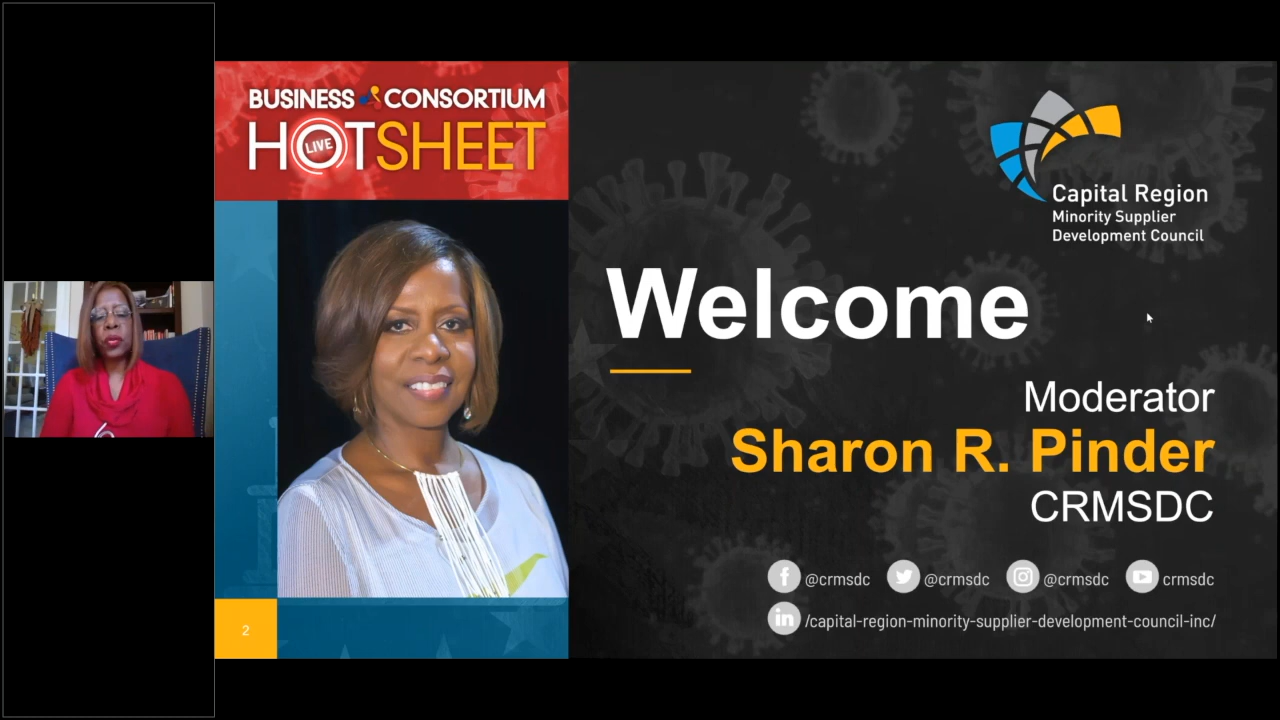 BUSINESS CONSORTIUM
HOTSHEET
LIVE
Capital Region
Minority Supplier
Development Council
Welcome
Moderator
Sharon R. Pinder
CRMSDC
@crmsdc @crmsdc @crmsdc crmsdc
in /capital-region-minority-supplier-development-council-inc/
2